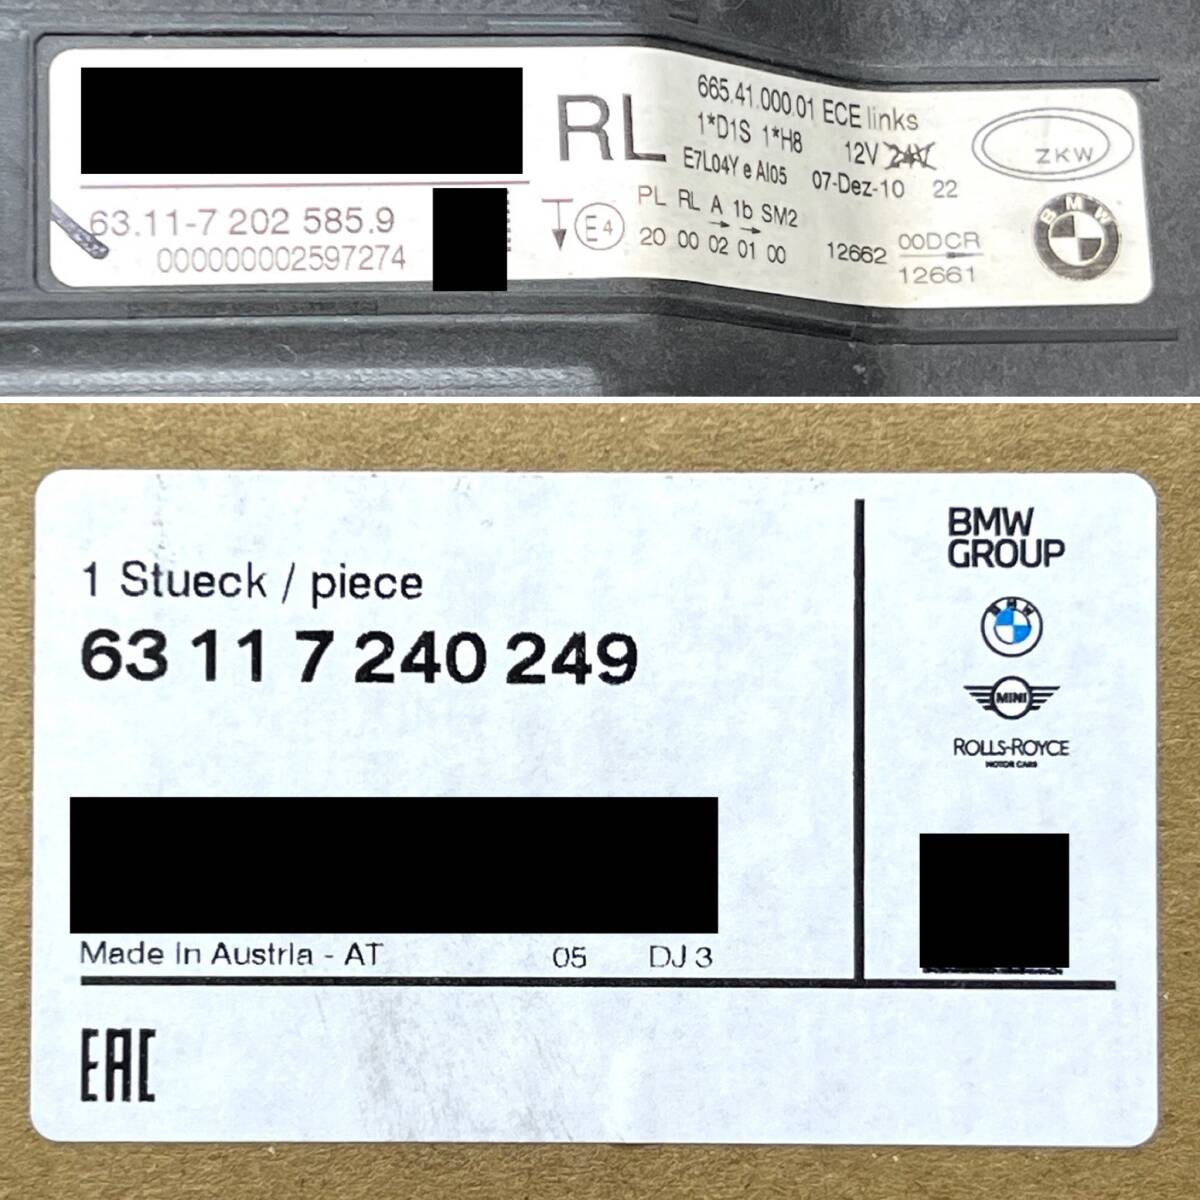 RL
665.41.000.01 ECE links
1*D1S 1*H8 12V 24V
E7L04Y e AI05 07-Dez-10 22
ZKW
63.11-7 202 585.9
000000002597274
E4
PL RL A 1b SM2
20 00 02 01 00
12662 00DCR
12661
BMW
1 Stueck / piece
63 11 7 240 249
BMW
GROUP
BMW
MINI
ROLLS-ROYCE
MOTOR CARS
Made In Austria - AT 05 DJ 3
EAC